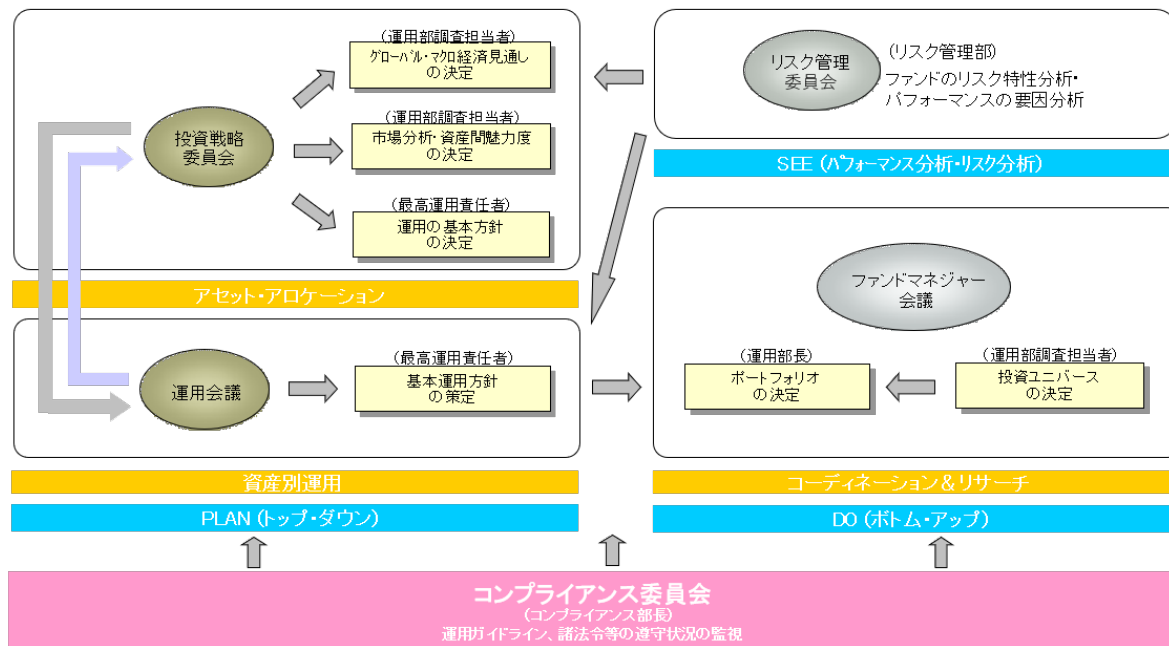 (運用部調査担当者)
グローバル・マクロ経済見通し
の決定
投資戦略
委員会
(運用部調査担当者)
市場分析・資産間魅力度
の決定
(最高運用責任者)
運用の基本方針
の決定
アセット・アロケーション
運用会議
(最高運用責任者)
基本運用方針
の策定
資産別運用
PLAN (トップ・ダウン)
リスク管理
委員会
(リスク管理部)
ファンドのリスク特性分析・
パフォーマンスの要因分析
SEE (パフォーマンス分析・リスク分析)
ファンドマネジャー
会議
(運用部長)
ポートフォリオ
の決定
(運用部調査担当者)
投資ユニバース
の決定
コーディネーション&リサーチ
DO (ボトム・アップ)
コンプライアンス委員会
(コンプライアンス部長)
運用ガイドライン、諸法令等の遵守状況の監視